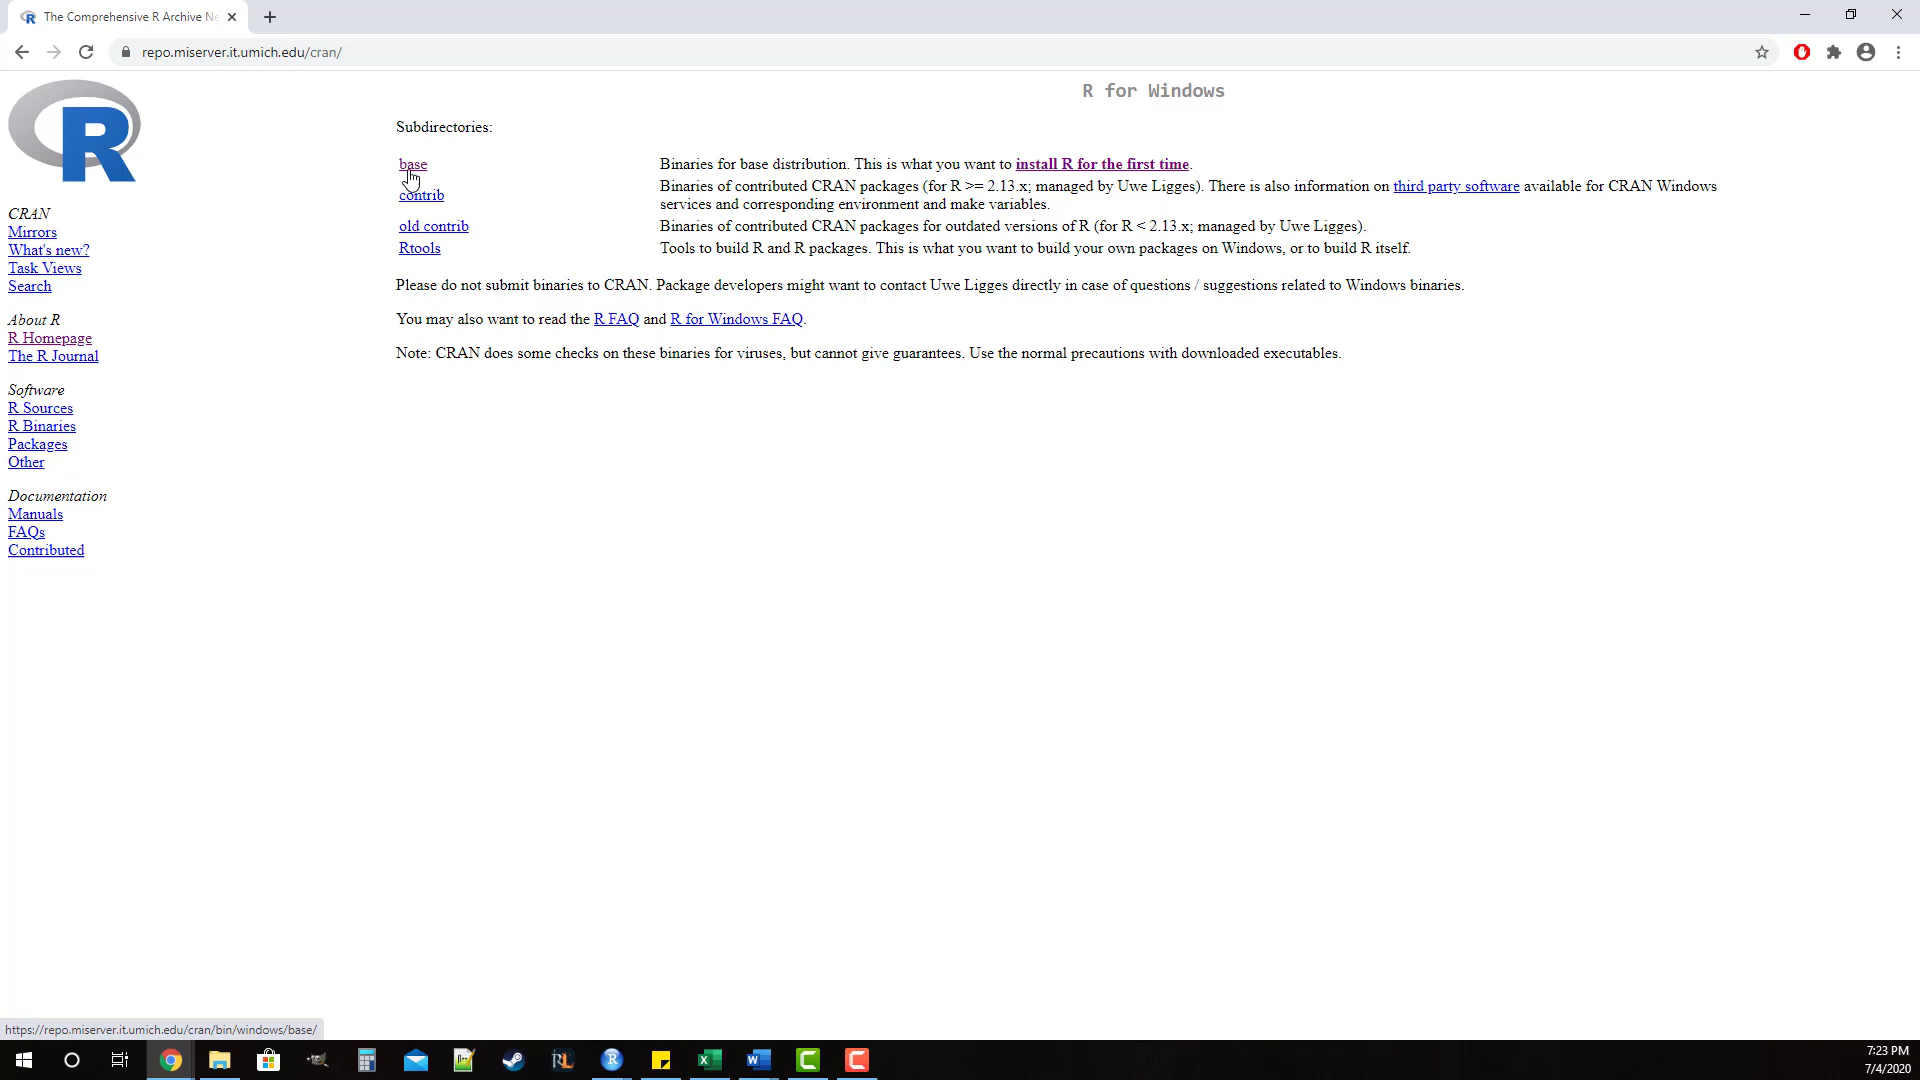 The Comprehensive R Archive Ne
repo.miserver.it.umich.edu/cran/
R
CRAN
Mirrors
What's new?
Task Views
Search
About R
R Homepage
The R Journal
Software
R Sources
R Binaries
Packages
Other
Documentation
Manuals
FAQs
Contributed
R for Windows
Subdirectories:
base Binaries for base distribution. This is what you want to install R for the first time.
contrib Binaries of contributed CRAN packages (for R >= 2.13.x; managed by Uwe Ligges). There is also information on third party software available for CRAN Windows
services and corresponding environment and make variables.
old contrib Binaries of contributed CRAN packages for outdated versions of R (for R < 2.13.x; managed by Uwe Ligges).
Rtools Tools to build R and R packages. This is what you want to build your own packages on Windows, or to build R itself.
Please do not submit binaries to CRAN. Package developers might want to contact Uwe Ligges directly in case of questions / suggestions related to Windows binaries.
You may also want to read the R FAQ and R for Windows FAQ.
Note: CRAN does some checks on these binaries for viruses, but cannot give guarantees. Use the normal precautions with downloaded executables.
https://repo.miserver.it.umich.edu/cran/bin/windows/base/
7:23 PM
7/4/2020